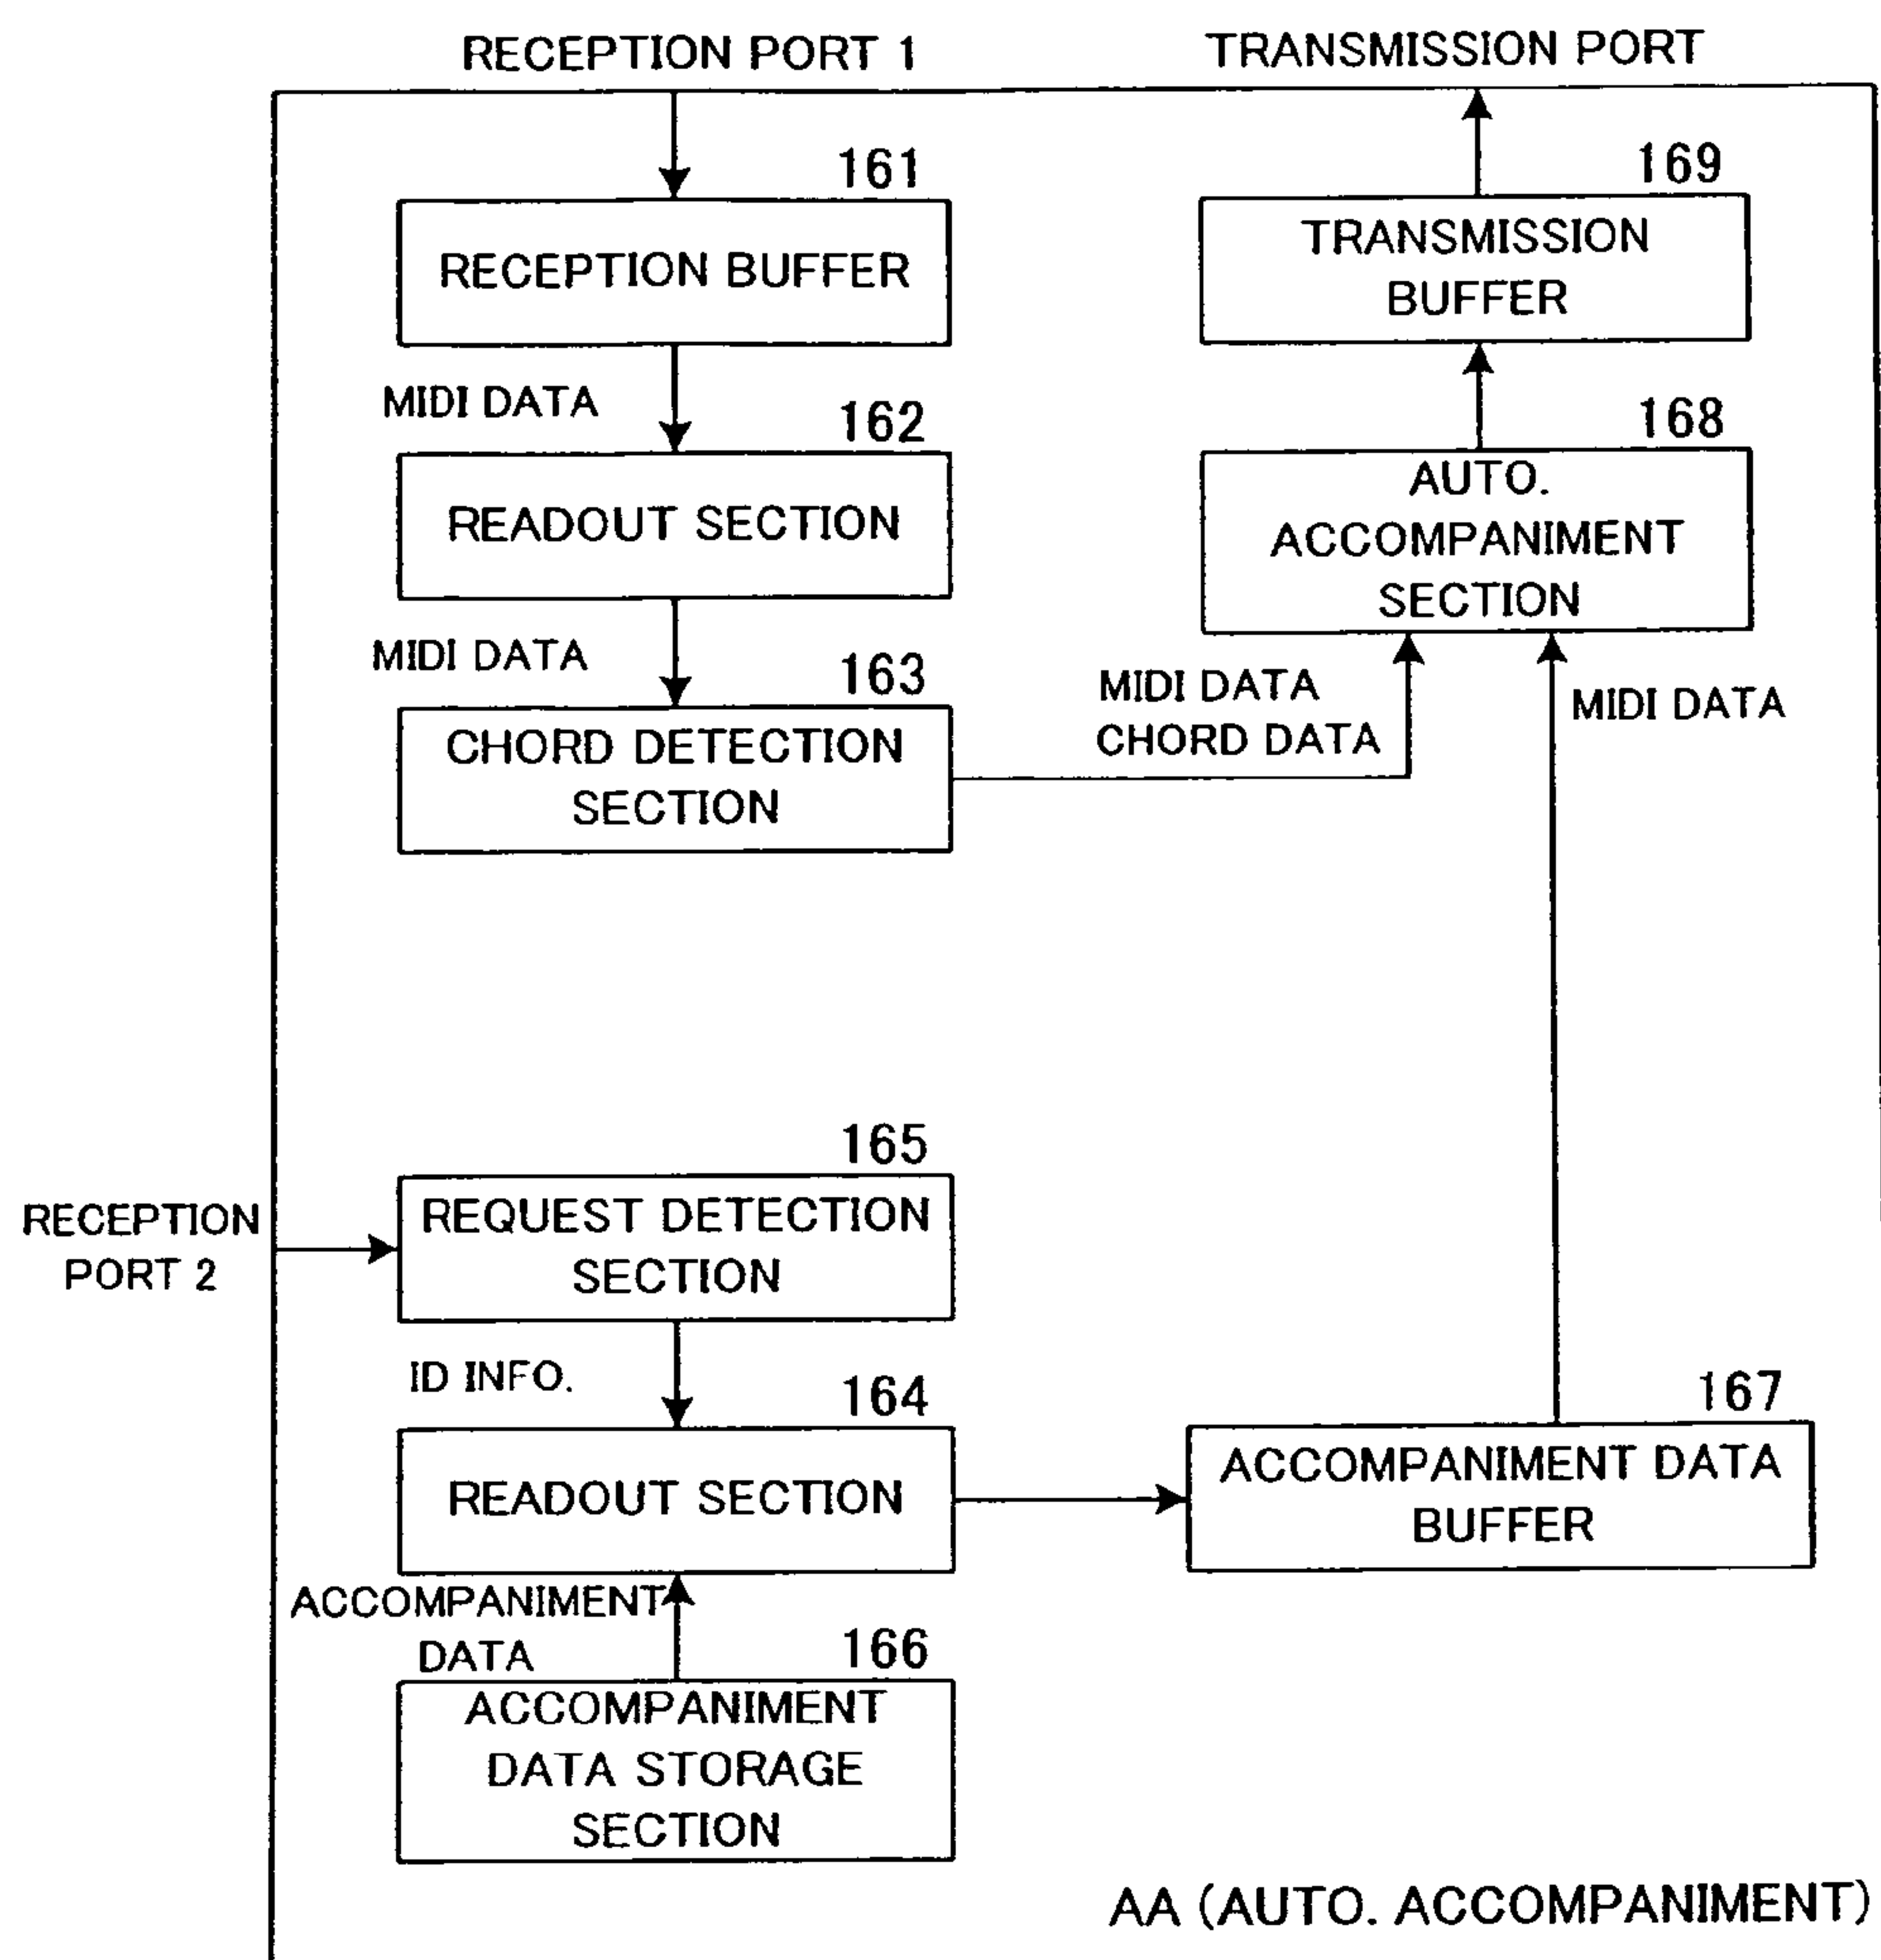 RECEPTION PORT 1
TRANSMISSION PORT
161
RECEPTION BUFFER
MIDI DATA
162
READOUT SECTION
MIDI DATA
163
CHORD DETECTION
SECTION
169
TRANSMISSION
BUFFER
168
AUTO.
ACCOMPANIMENT
SECTION
MIDI DATA
CHORD DATA
MIDI DATA
RECEPTION
PORT 2
165
REQUEST DETECTION
SECTION
ID INFO.
164
READOUT SECTION
ACCOMPANIMENT
DATA
166
ACCOMPANIMENT
DATA STORAGE
SECTION
167
ACCOMPANIMENT DATA
BUFFER
AA (AUTO. ACCOMPANIMENT)